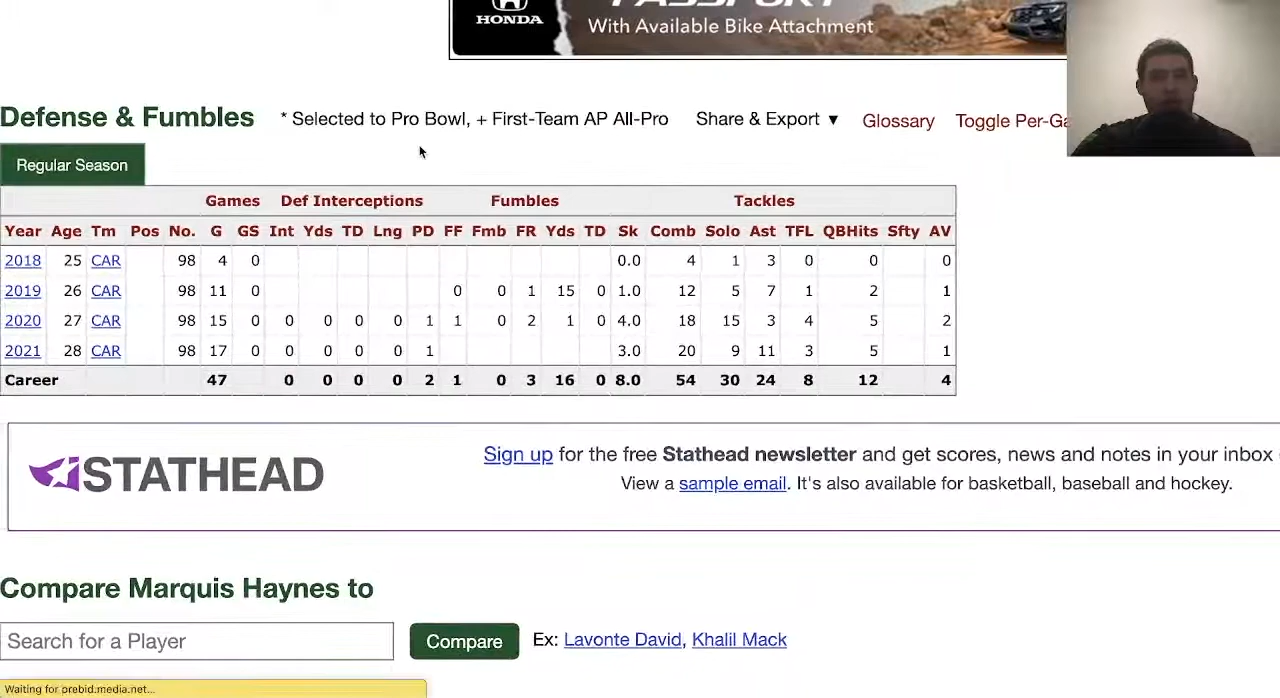 PASSPORT
HONDA
With Available Bike Attachment
Defense & Fumbles * Selected to Pro Bowl, + First-Team AP All-Pro Share & Export ▼ Glossary Toggle Per-Ga
Regular Season
Games Def Interceptions Fumbles Tackles
Year Age Tm Pos No. G GS Int Yds TD Lng PD FF Fmb FR Yds TD Sk Comb Solo Ast TFL QBHits Sfty AV
2018 25 CAR 98 4 0 0.0 4 1 3 0 0 0
2019 26 CAR 98 11 0 0 0 1 15 0 1.0 12 5 7 1 2 1
2020 27 CAR 98 15 0 0 0 0 0 1 1 0 2 1 0 4.0 18 15 3 4 5 2
2021 28 CAR 98 17 0 0 0 0 0 1 3.0 20 9 11 3 5 1
Career 47 0 0 0 0 2 1 0 3 16 0 8.0 54 30 24 8 12 4
STATHEAD
Sign up for the free Stathead newsletter and get scores, news and notes in your inbox
View a sample email. It's also available for basketball, baseball and hockey.
Compare Marquis Haynes to
Search for a Player Compare Ex: Lavonte David, Khalil Mack
Waiting for prebid.media.net...